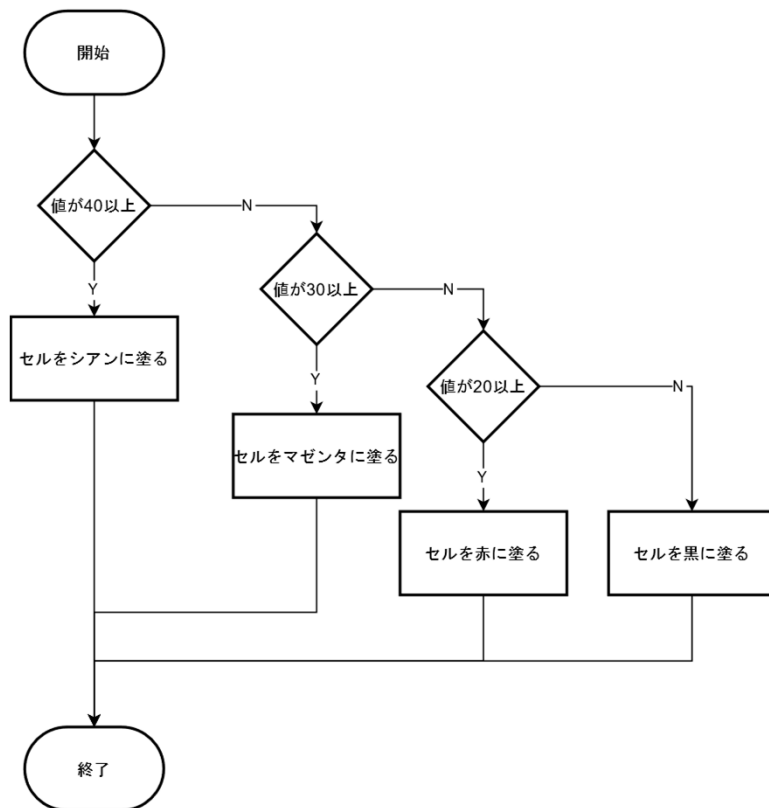 開始
値が40以上
N
Y
値が30以上
N
セルをシアンに塗る
Y
値が20以上
N
セルをマゼンタに塗る
Y
セルを赤に塗る
セルを黒に塗る
終了